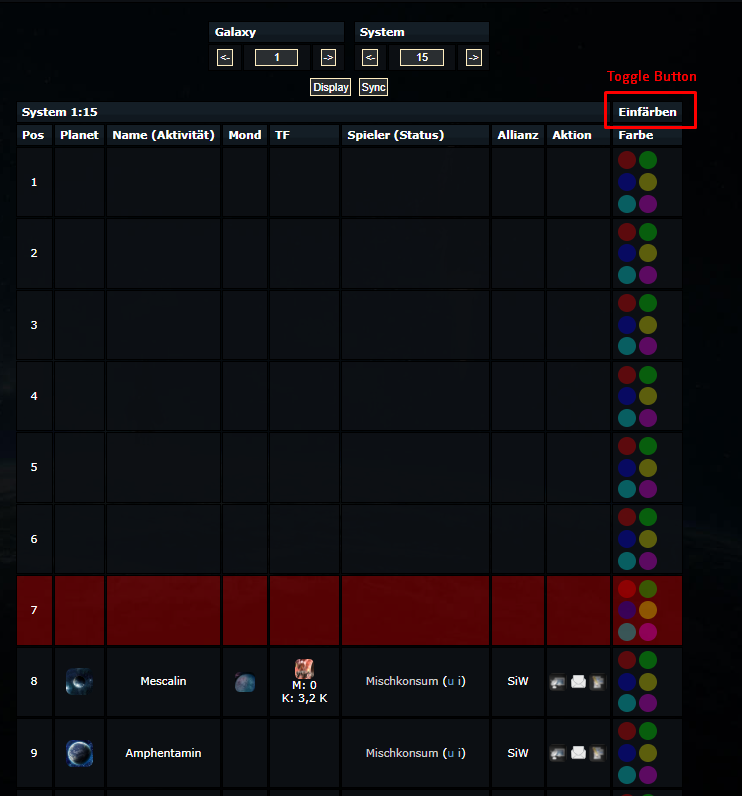 Galaxy System
<- 1 -> <- 15 ->
Toggle Button
Display Sync
System 1:15 Einfärben
Pos Planet Name (Aktivität) Mond TF Spieler (Status) Allianz Aktion Farbe
1
2
3
4
5
6
7
8 Mescalin M: 0 Mischkonsum (u i) SiW
K: 3,2 K
9 Amphentamin Mischkonsum (u i) SiW